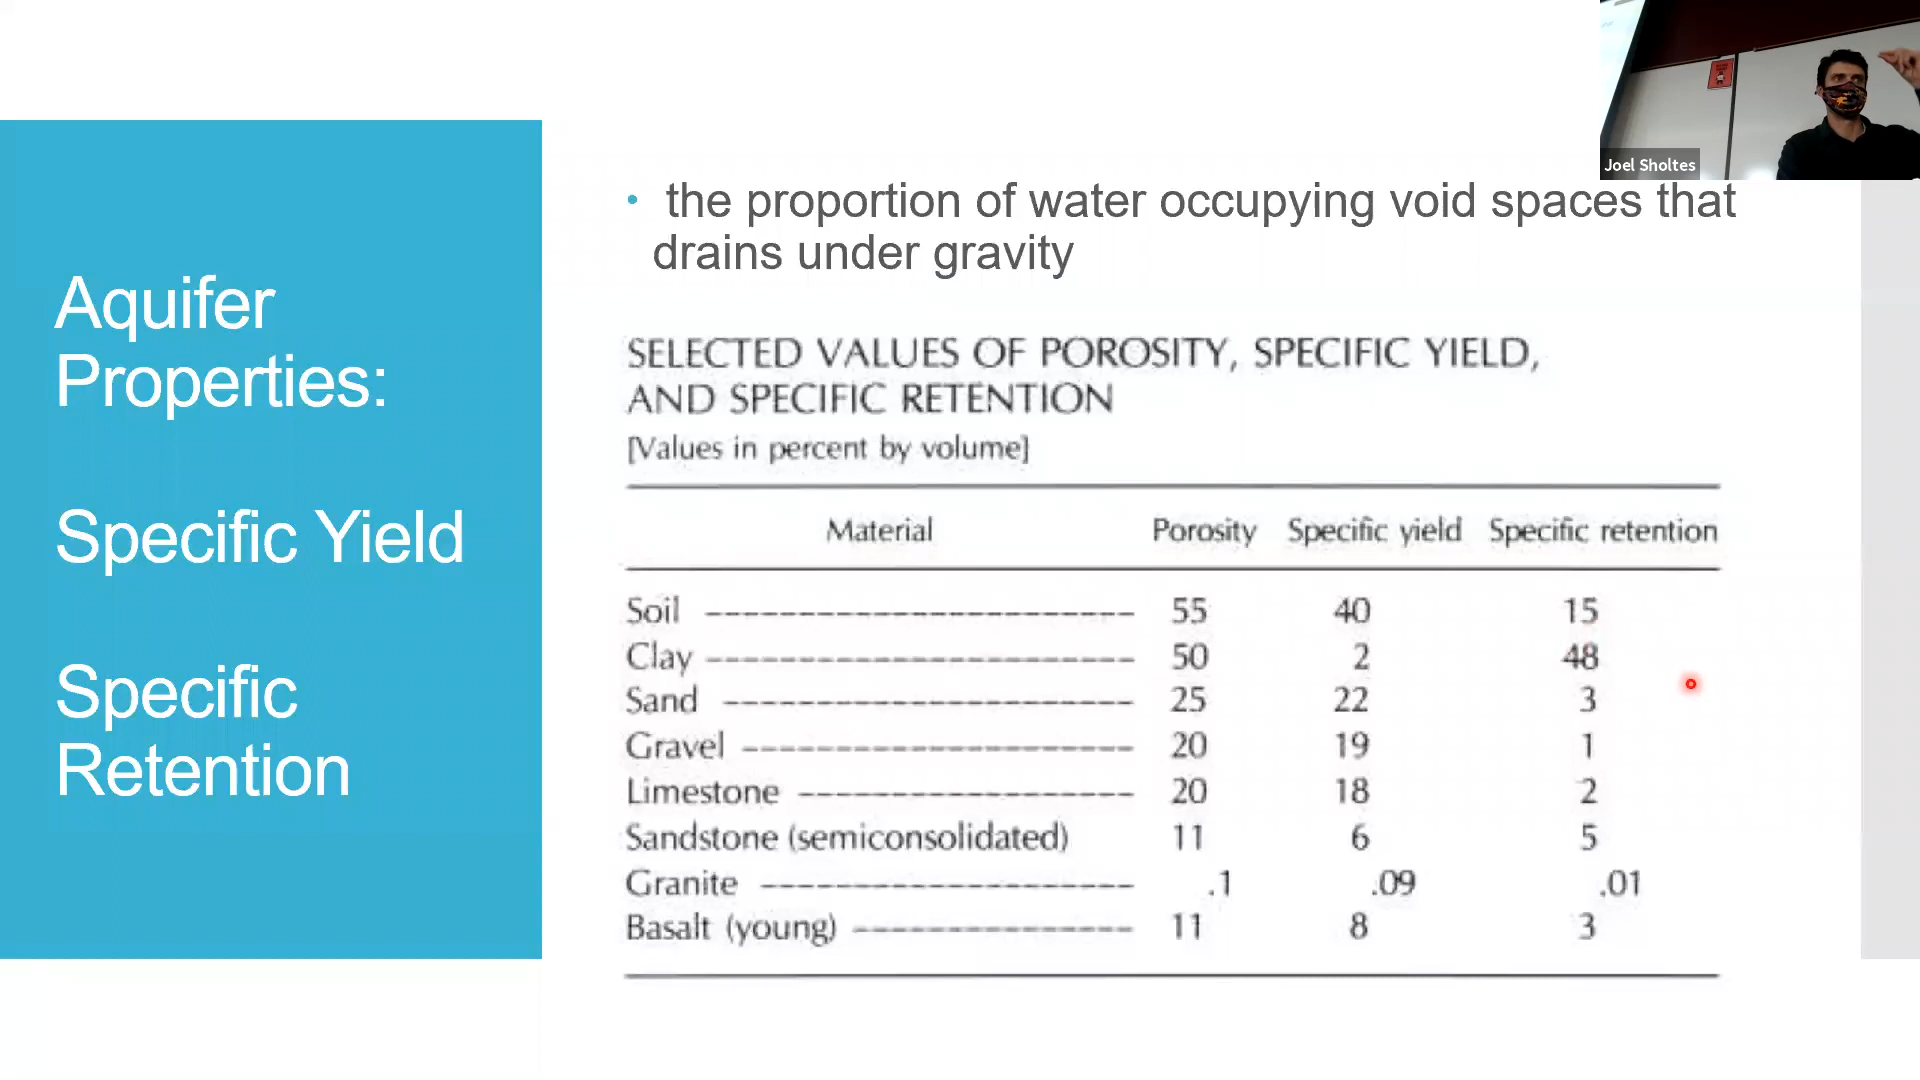 Joel Sholtes
Aquifer
Properties:
Specific Yield
Specific
Retention
• the proportion of water occupying void spaces that
drains under gravity
SELECTED VALUES OF POROSITY, SPECIFIC YIELD,
AND SPECIFIC RETENTION
[Values in percent by volume]
Material Porosity Specific yield Specific retention
Soil ----------------------- 55 40 15
Clay ----------------------- 50 2 48
Sand ---------------------- 25 22 3
Gravel --------------------- 20 19 1
Limestone ------------------ 20 18 2
Sandstone (semiconsolidated) 11 6 5
Granite -------------------- .1 .09 .01
Basalt (young) --------------- 11 8 3